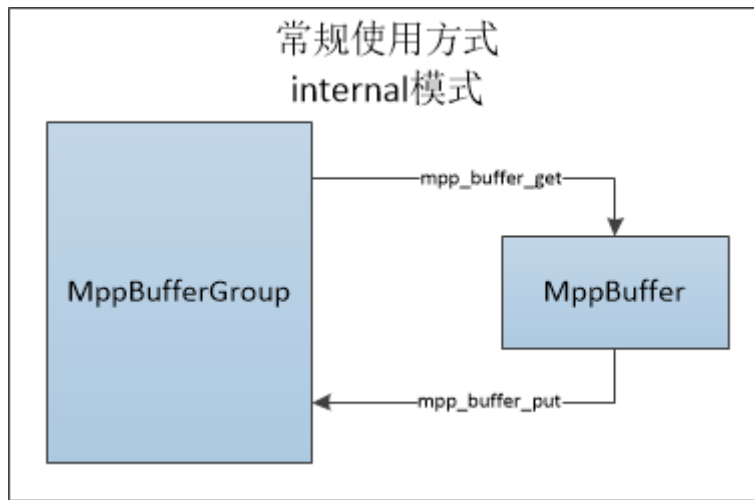 常规使用方式
internal模式
mpp_buffer_get
MppBufferGroup
MppBuffer
mpp_buffer_put